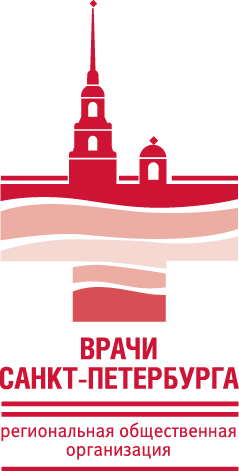 ВРАЧИ
САНКТ-ПЕТЕРБУРГА
региональная общественная
организация